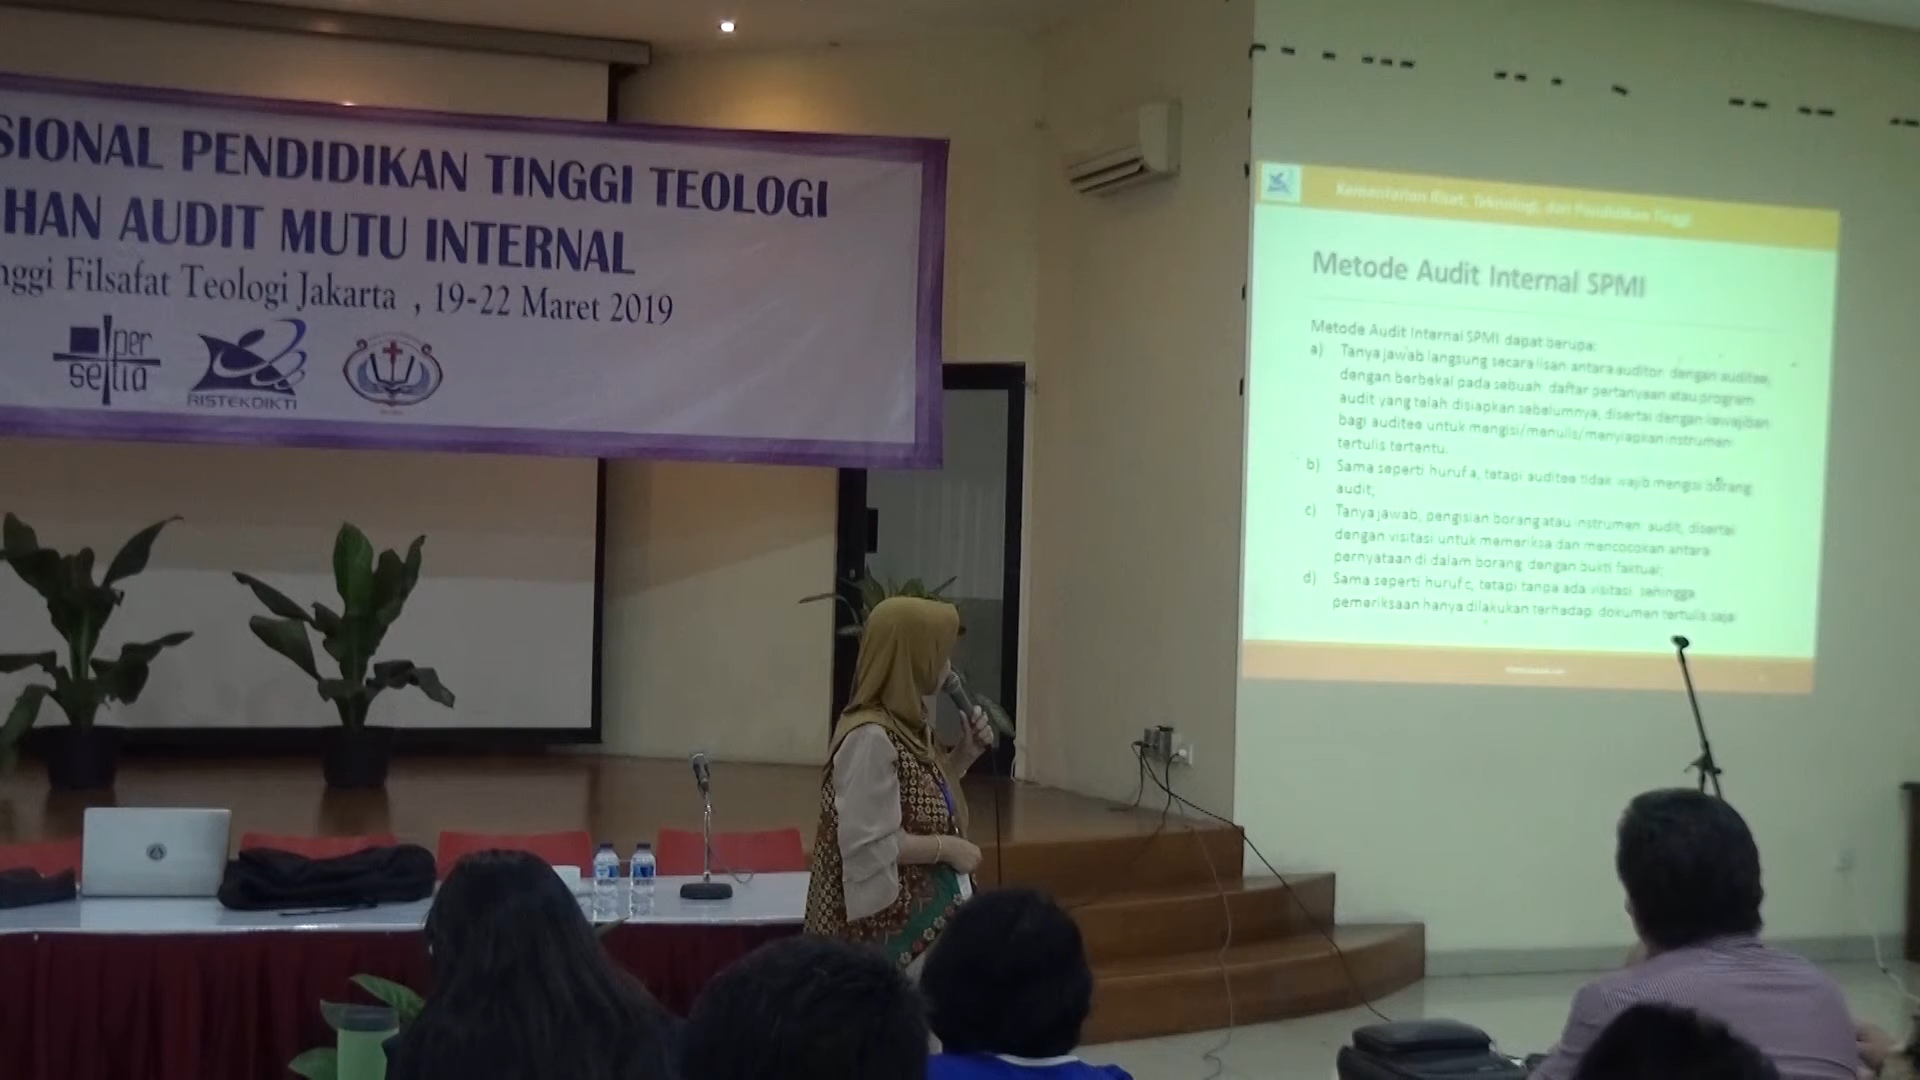 SIONAL PENDIDIKAN TINGGI TEOLOGI
HAN AUDIT MUTU INTERNAL
nggi Filsafat Teologi Jakarta , 19-22 Maret 2019
per
setia
RISTEKDIKTI
Kementerian Riset, Teknologi, dan Pendidikan Tinggi
Metode Audit Internal SPMI
Metode Audit Internal SPMI dapat berupa:
a) Tanya jawab langsung secara lisan antara auditor dengan auditee,
dengan berbekal pada sebuah daftar pertanyaan atau program
audit yang telah disiapkan sebelumnya, disertai dengan kewajiban
bagi auditee untuk mengisi/menulis/menyiapkan instrumen
tertulis tertentu.
b) Sama seperti huruf a, tetapi auditee tidak wajib mengisi borang
audit;
c) Tanya jawab, pengisian borang atau instrumen audit, disertai
dengan visitasi untuk memeriksa dan mencocokan antara
pernyataan di dalam borang dengan bukti faktual;
d) Sama seperti huruf c, tetapi tanpa ada visitasi sehingga
pemeriksaan hanya dilakukan terhadap dokumen tertulis saja